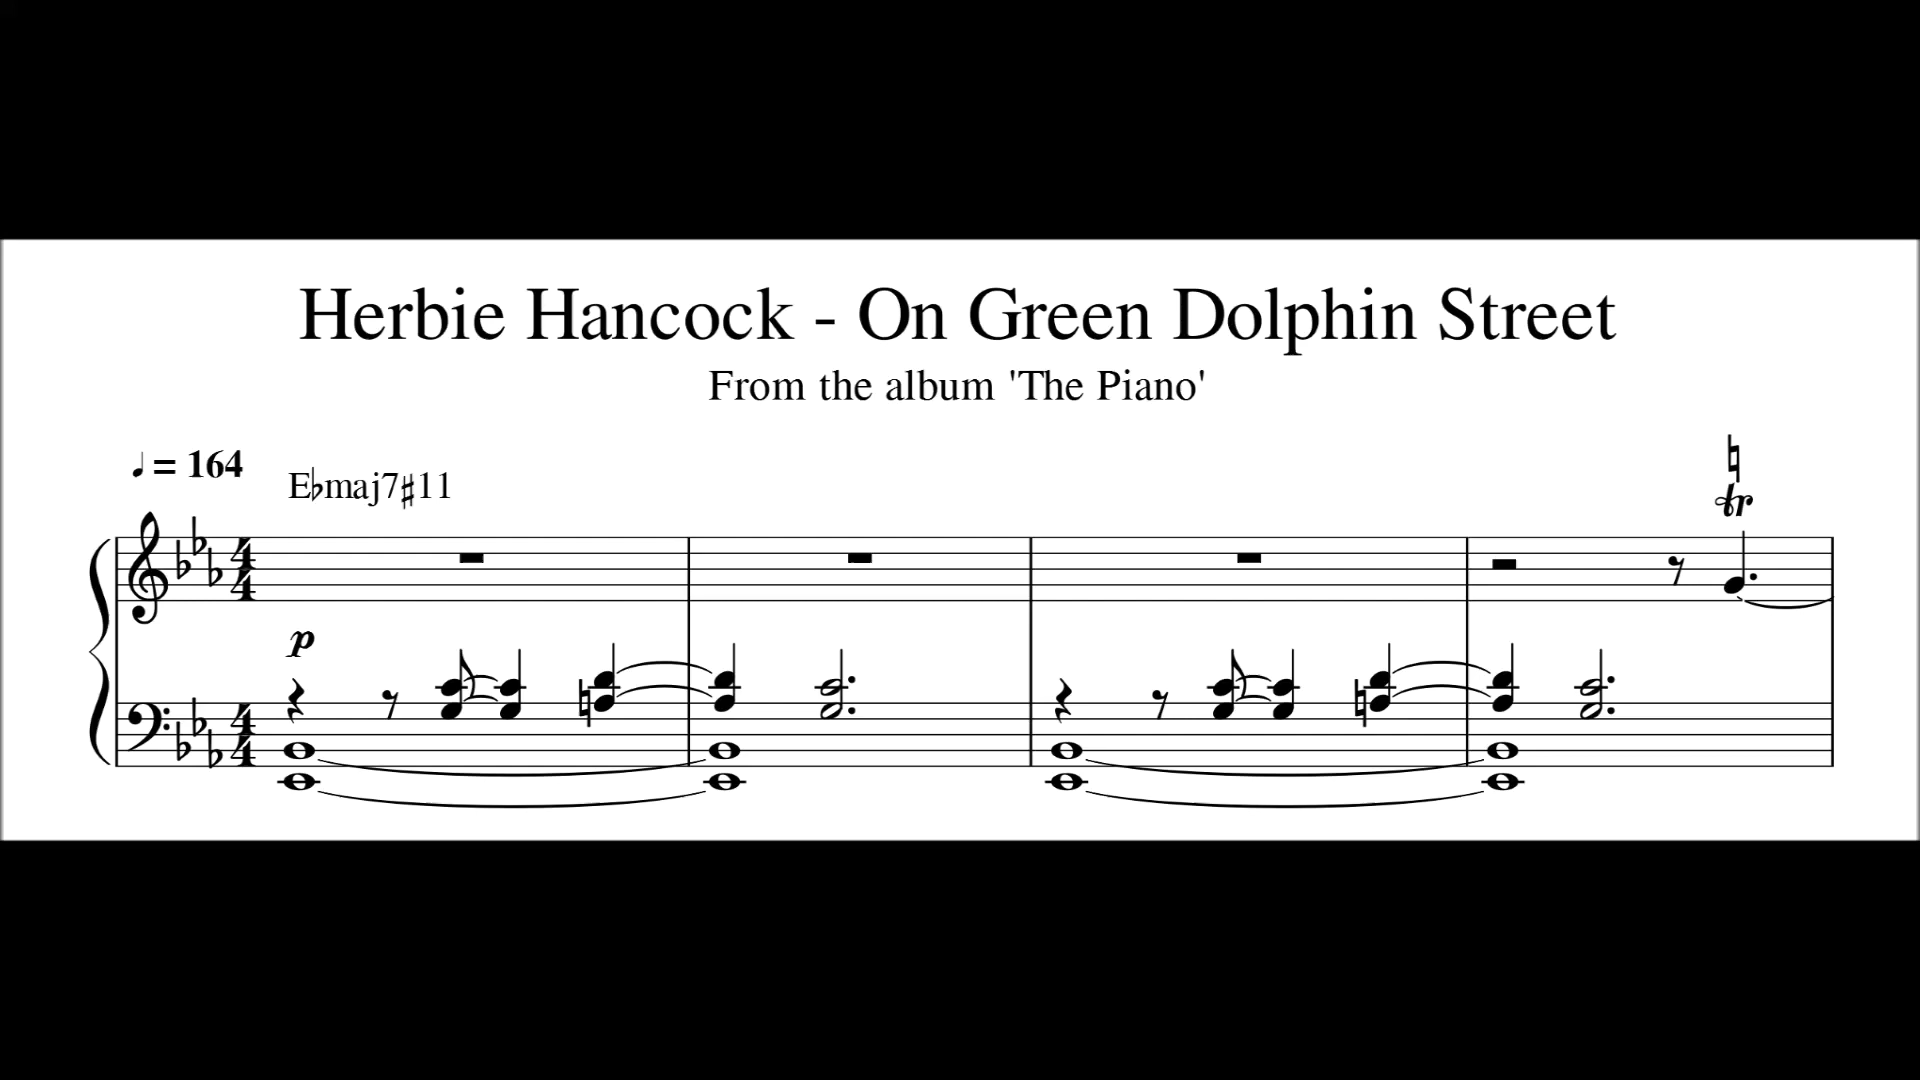 Herbie Hancock - On Green Dolphin Street
From the album 'The Piano'
♩ = 164
E♭maj7♯11
tr
p